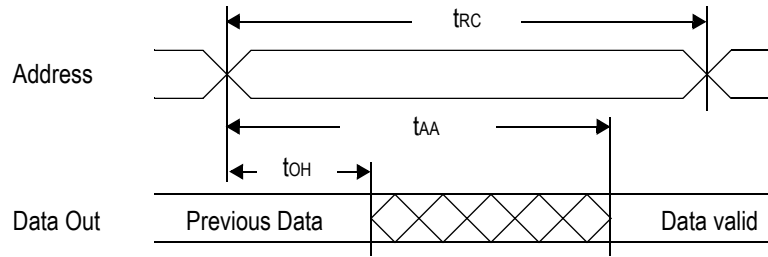 tRC
Address
tAA
tOH
Data Out
Previous Data
Data valid